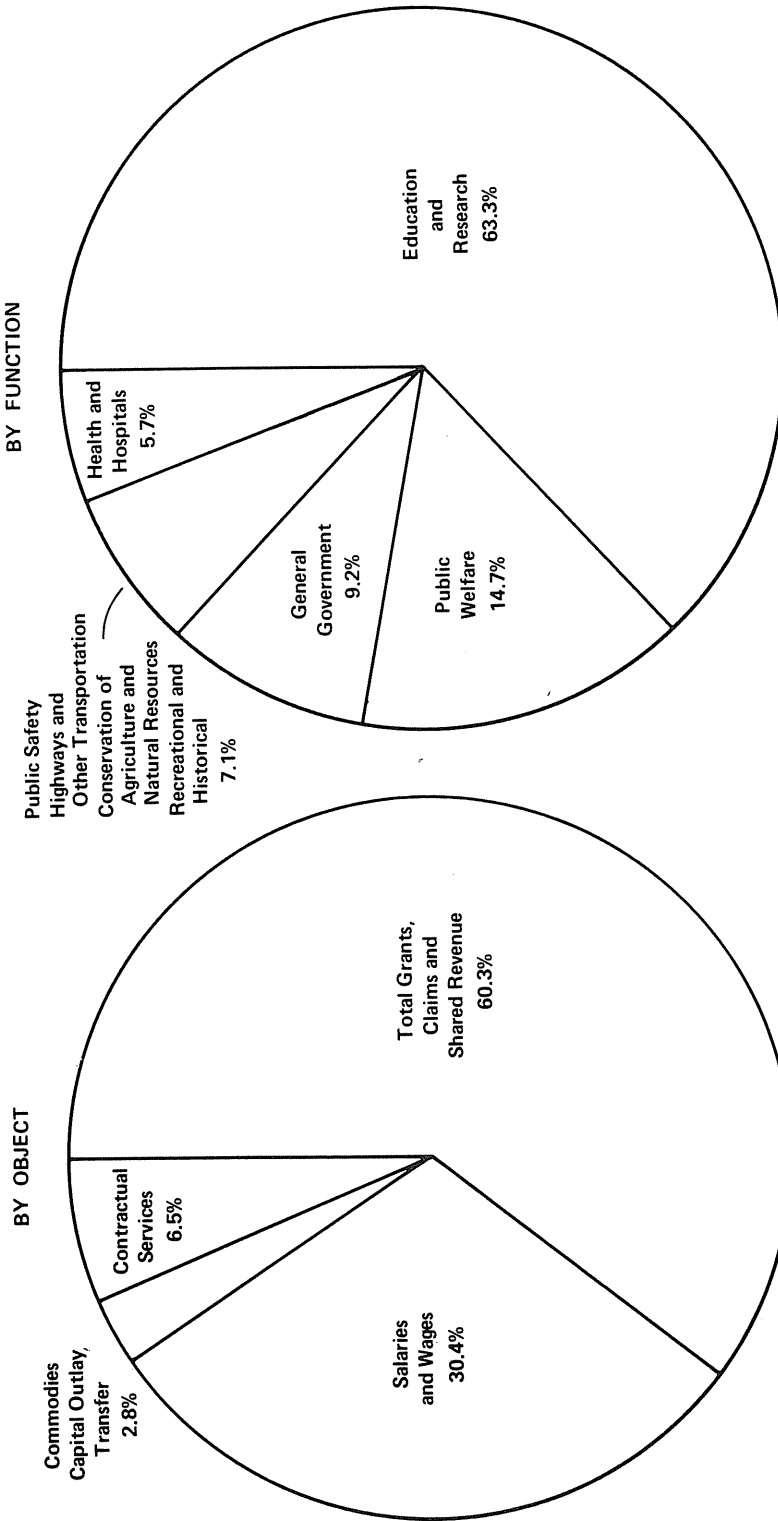 BY OBJECT
Commodies
Capital Outlay,
Transfer
2.8%
Contractual
Services
6.5%
Salaries
and Wages
30.4%
Total Grants,
Claims and
Shared Revenue
60.3%
BY FUNCTION
Public Safety
Highways and
Other Transportation
Conservation of
Agriculture and
Natural Resources
Recreational and
Historical
7.1%
Health and
Hospitals
5.7%
General
Government
9.2%
Public
Welfare
14.7%
Education
and
Research
63.3%